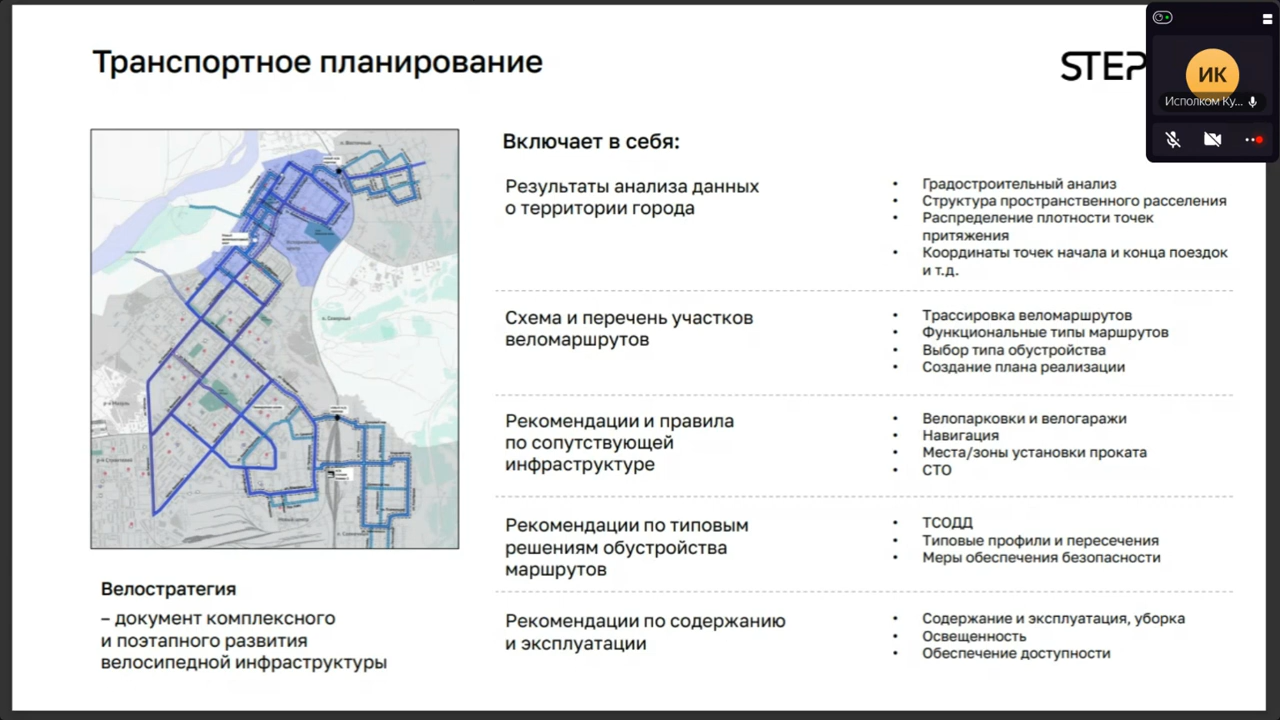 Транспортное планирование
STEP
ИК
Исполком Ку...
Включает в себя:
Результаты анализа данных
о территории города
• Градостроительный анализ
• Структура пространственного расселения
• Распределение плотности точек
притяжения
• Координаты точек начала и конца поездок
и т.д.
Схема и перечень участков
веломаршрутов
• Трассировка веломаршрутов
• Функциональные типы маршрутов
• Выбор типа обустройства
• Создание плана реализации
Рекомендации и правила
по сопутствующей
инфраструктуре
• Велопарковки и велогаражи
• Навигация
• Места/зоны установки проката
• СТО
Рекомендации по типовым
решениям обустройства
маршрутов
• ТСОДД
• Типовые профили и пересечения
• Меры обеспечения безопасности
Рекомендации по содержанию
и эксплуатации
• Содержание и эксплуатация, уборка
• Освещенность
• Обеспечение доступности
Велостратегия
– документ комплексного
и поэтапного развития
велосипедной инфраструктуры